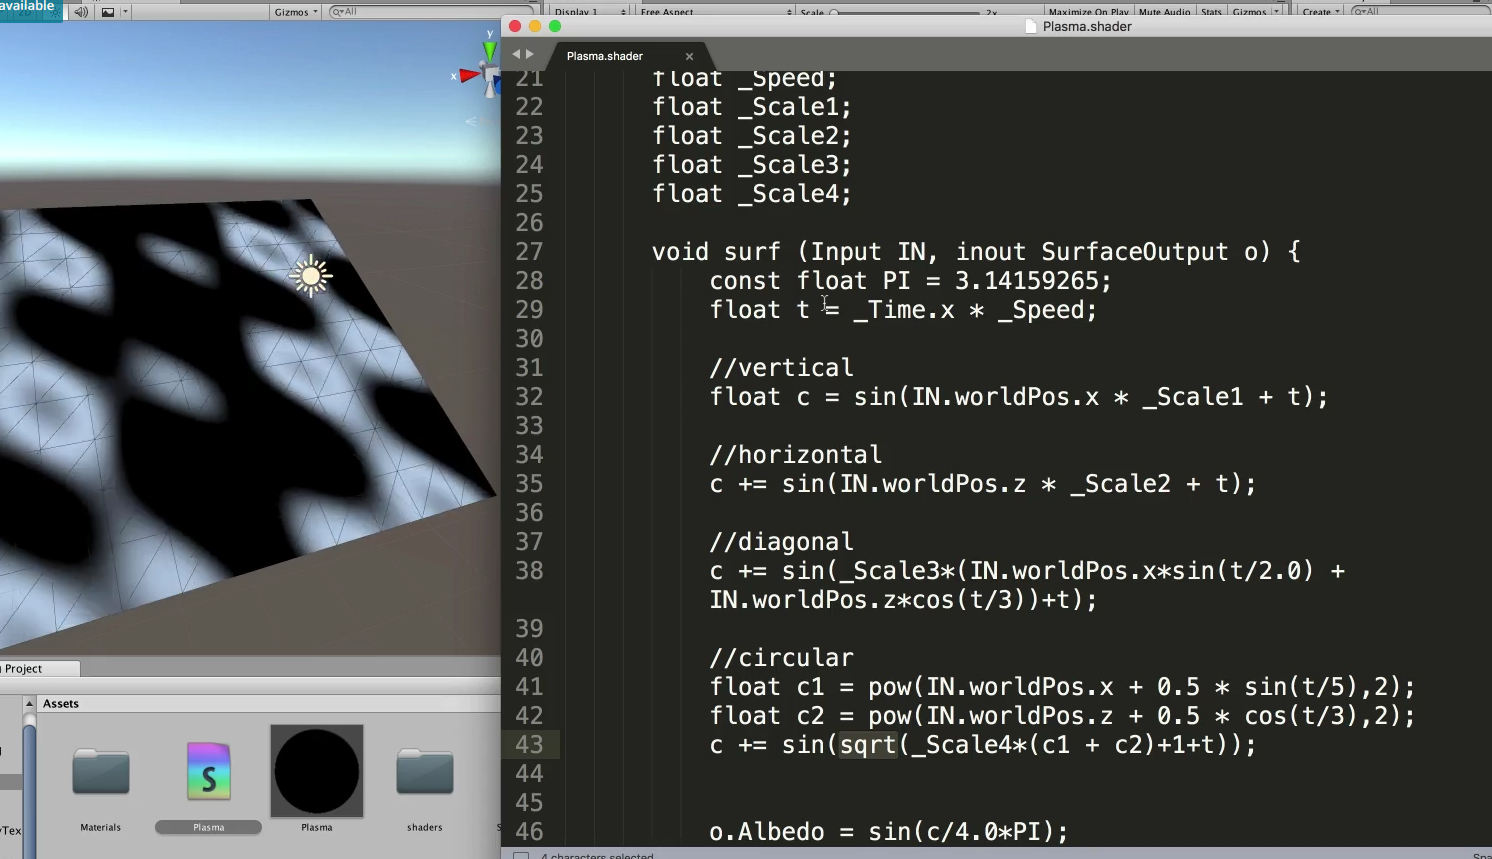 available
Gizmos
All
Display 1
Free Aspect
Scale
2x
Maximize On Play
Mute Audio
Stats
Gizmos
Create
All
Plasma.shader
Plasma.shader
y
x
21 float _Speed;
22 float _Scale1;
23 float _Scale2;
24 float _Scale3;
25 float _Scale4;
26
27 void surf (Input IN, inout SurfaceOutput o) {
28 const float PI = 3.14159265;
29 float t = _Time.x * _Speed;
30
31 //vertical
32 float c = sin(IN.worldPos.x * _Scale1 + t);
33
34 //horizontal
35 c += sin(IN.worldPos.z * _Scale2 + t);
36
37 //diagonal
38 c += sin(_Scale3*(IN.worldPos.x*sin(t/2.0) +
IN.worldPos.z*cos(t/3))+t);
39
40 //circular
41 float c1 = pow(IN.worldPos.x + 0.5 * sin(t/5),2);
42 float c2 = pow(IN.worldPos.z + 0.5 * cos(t/3),2);
43 c += sin(sqrt(_Scale4*(c1 + c2)+1+t));
44
45
46 o.Albedo = sin(c/4.0*PI);
4 characters selected
Project
Assets
S
Materials
Plasma
Plasma
shaders